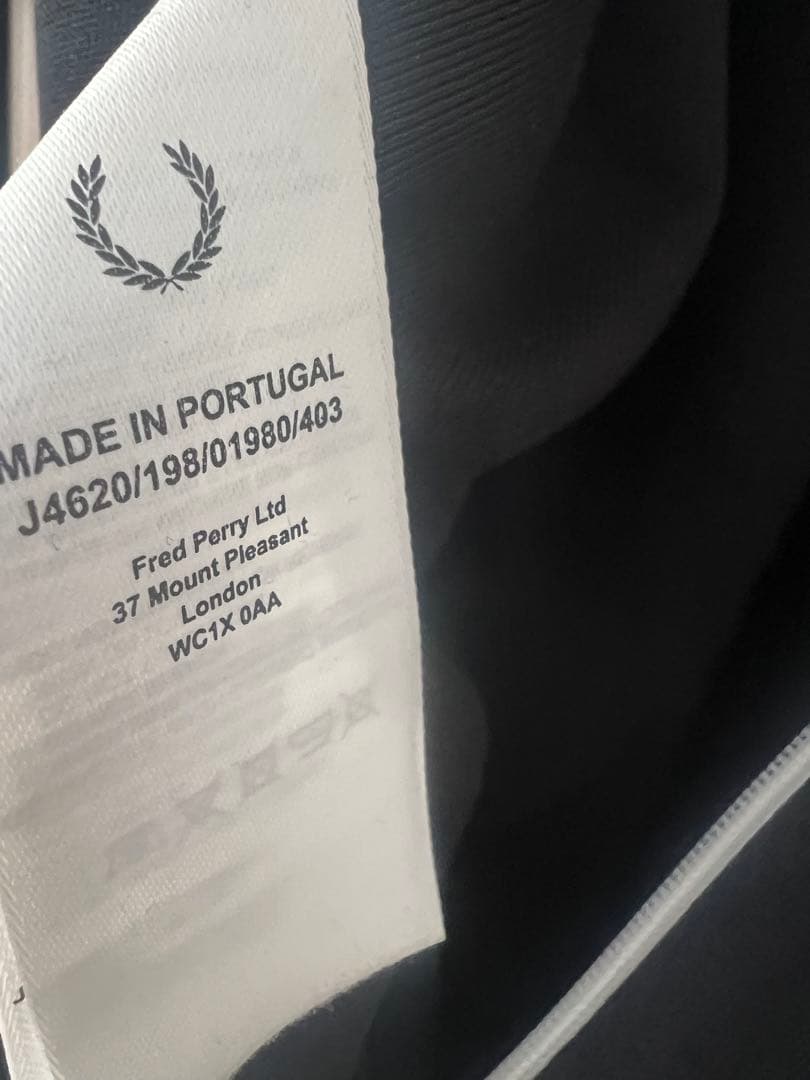 MADE IN PORTUGAL
J4620/198/01980/403
Fred Perry Ltd
37 Mount Pleasant
London
WC1X 0AA